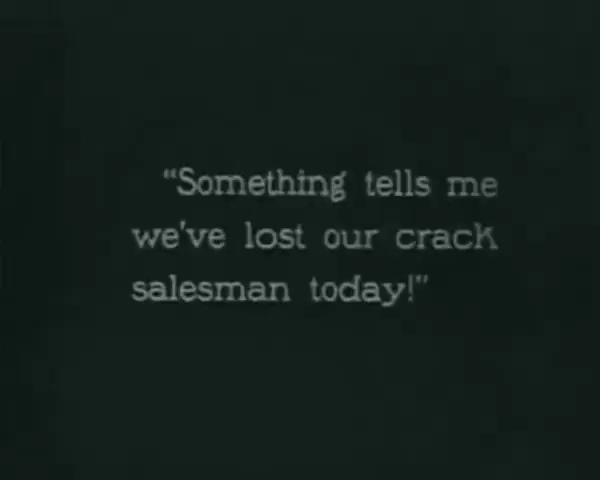 “Something tells me
we've lost our crack
salesman today!”